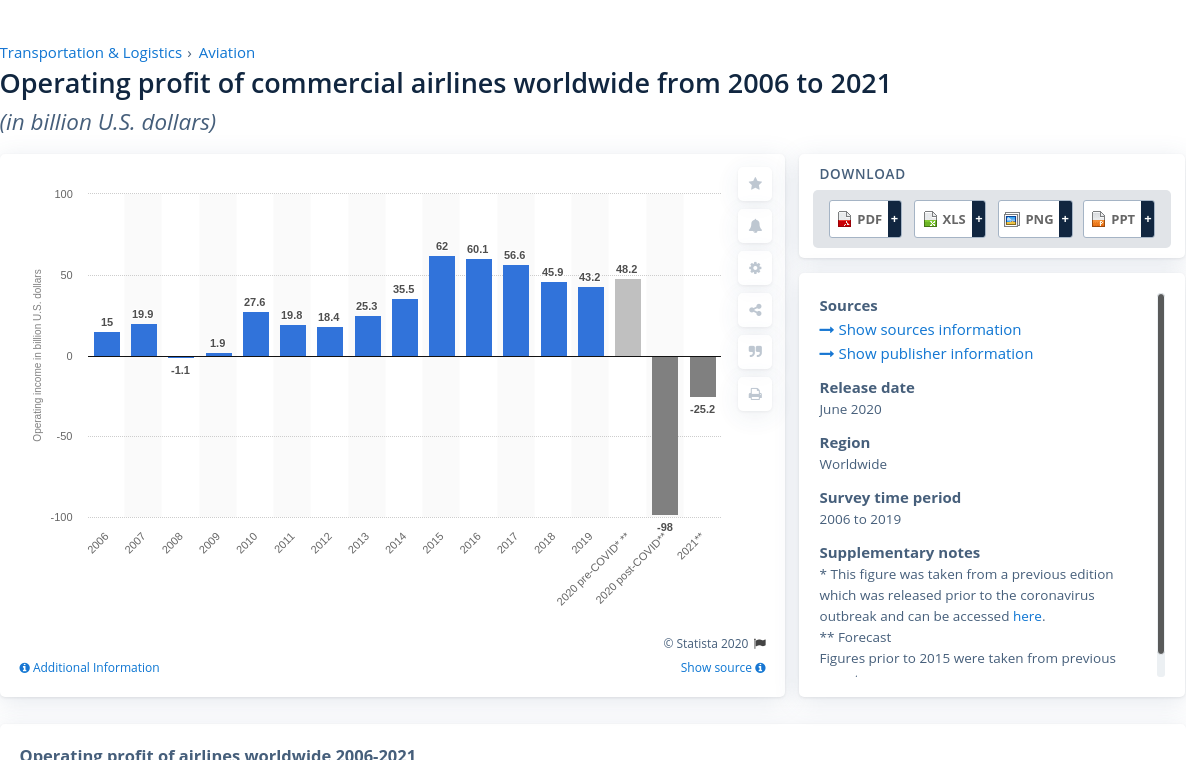 Transportation & Logistics › Aviation
Operating profit of commercial airlines worldwide from 2006 to 2021
(in billion U.S. dollars)
Operating income in billion U.S. dollars
100
50
0
-50
-100
15
19.9
-1.1
1.9
27.6
19.8
18.4
25.3
35.5
62
60.1
56.6
45.9
43.2
48.2
-98
-25.2
2006
2007
2008
2009
2010
2011
2012
2013
2014
2015
2016
2017
2018
2019
2020 pre-COVID* **
2020 post-COVID**
2021**
© Statista 2020
Additional Information
Show source
DOWNLOAD
PDF +
XLS +
PNG +
PPT +
Sources
Show sources information
Show publisher information
Release date
June 2020
Region
Worldwide
Survey time period
2006 to 2019
Supplementary notes
* This figure was taken from a previous edition
which was released prior to the coronavirus
outbreak and can be accessed here.
** Forecast
Figures prior to 2015 were taken from previous
Operating profit of airlines worldwide 2006-2021